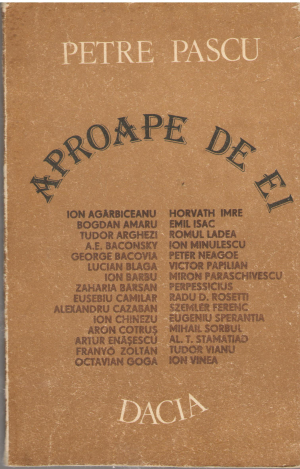 PETRE PASCU
APROAPE DE EI
ION AGÂRBICEANU
BOGDAN AMARU
TUDOR ARGHEZI
A.E. BACONSKY
GEORGE BACOVIA
LUCIAN BLAGA
ION BARBU
ZAHARIA BÂRSAN
EUSEBIU CAMILAR
ALEXANDRU CAZABAN
ION CHINEZU
ARON COTRUȘ
ARTUR ENĂȘESCU
FRANYÓ ZOLTÁN
OCTAVIAN GOGA
HORVATH IMRE
EMIL ISAC
ROMUL LADEA
ION MINULESCU
PETER NEAGOE
VICTOR PAPILIAN
MIRON PARASCHIVESCU
PERPESSICIUS
RADU D. ROSETTI
SZEMLER FERENC
EUGENIU SPERANTIA
MIHAIL SORBUL
AL. T. STAMATIAD
TUDOR VIANU
ION VINEA
DACIA